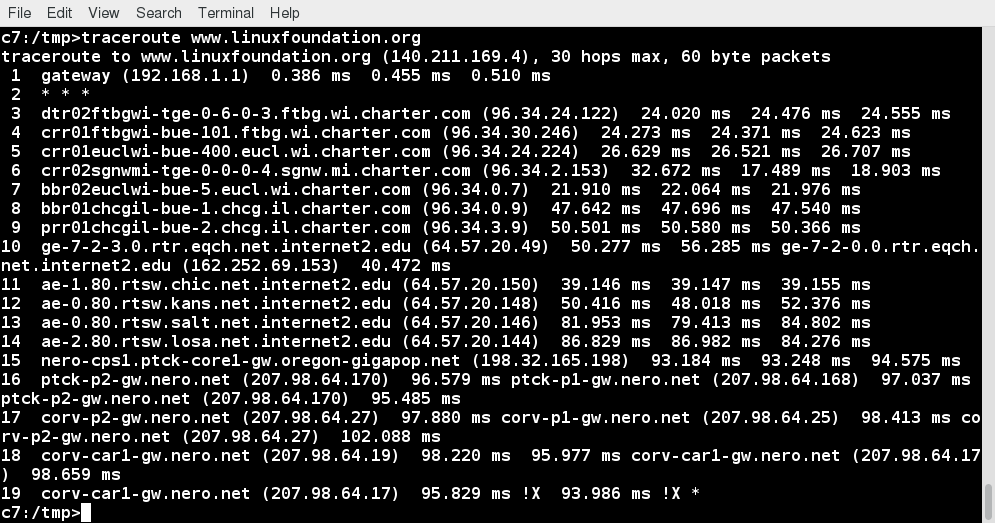 File Edit View Search Terminal Help
c7:/tmp>traceroute www.linuxfoundation.org
traceroute to www.linuxfoundation.org (140.211.169.4), 30 hops max, 60 byte packets
 1  gateway (192.168.1.1)  0.386 ms  0.455 ms  0.510 ms
 2  * * *
 3  dtr02ftbgwi-tge-0-6-0-3.ftbg.wi.charter.com (96.34.24.122)  24.020 ms  24.476 ms  24.555 ms
 4  crr01ftbgwi-bue-101.ftbg.wi.charter.com (96.34.30.246)  24.273 ms  24.371 ms  24.623 ms
 5  crr01euclwi-bue-400.eucl.wi.charter.com (96.34.24.224)  26.629 ms  26.521 ms  26.707 ms
 6  crr02sgnwmi-tge-0-0-0-4.sgnw.mi.charter.com (96.34.2.153)  32.672 ms  17.489 ms  18.903 ms
 7  bbr02euclwi-bue-5.eucl.wi.charter.com (96.34.0.7)  21.910 ms  22.064 ms  21.976 ms
 8  bbr01chcgil-bue-1.chcg.il.charter.com (96.34.0.9)  47.642 ms  47.696 ms  47.540 ms
 9  prr01chcgil-bue-2.chcg.il.charter.com (96.34.3.9)  50.501 ms  50.580 ms  50.366 ms
10  ge-7-2-3.0.rtr.eqch.net.internet2.edu (64.57.20.49)  50.277 ms  56.285 ms ge-7-2-0.0.rtr.eqch.
net.internet2.edu (162.252.69.153)  40.472 ms
11  ae-1.80.rtsw.chic.net.internet2.edu (64.57.20.150)  39.146 ms  39.147 ms  39.155 ms
12  ae-0.80.rtsw.kans.net.internet2.edu (64.57.20.148)  50.416 ms  48.018 ms  52.376 ms
13  ae-0.80.rtsw.salt.net.internet2.edu (64.57.20.146)  81.953 ms  79.413 ms  84.802 ms
14  ae-2.80.rtsw.losa.net.internet2.edu (64.57.20.144)  86.829 ms  86.982 ms  84.276 ms
15  nero-cps1.ptck-core1-gw.oregon-gigapop.net (198.32.165.198)  93.184 ms  93.248 ms  94.575 ms
16  ptck-p2-gw.nero.net (207.98.64.170)  96.579 ms ptck-p1-gw.nero.net (207.98.64.168)  97.037 ms
ptck-p2-gw.nero.net (207.98.64.170)  95.485 ms
17  corv-p2-gw.nero.net (207.98.64.27)  97.880 ms corv-p1-gw.nero.net (207.98.64.25)  98.413 ms co
rv-p2-gw.nero.net (207.98.64.27)  102.088 ms
18  corv-car1-gw.nero.net (207.98.64.19)  98.220 ms  95.977 ms corv-car1-gw.nero.net (207.98.64.17
)  98.659 ms
19  corv-car1-gw.nero.net (207.98.64.17)  95.829 ms !X  93.986 ms !X *
c7:/tmp>